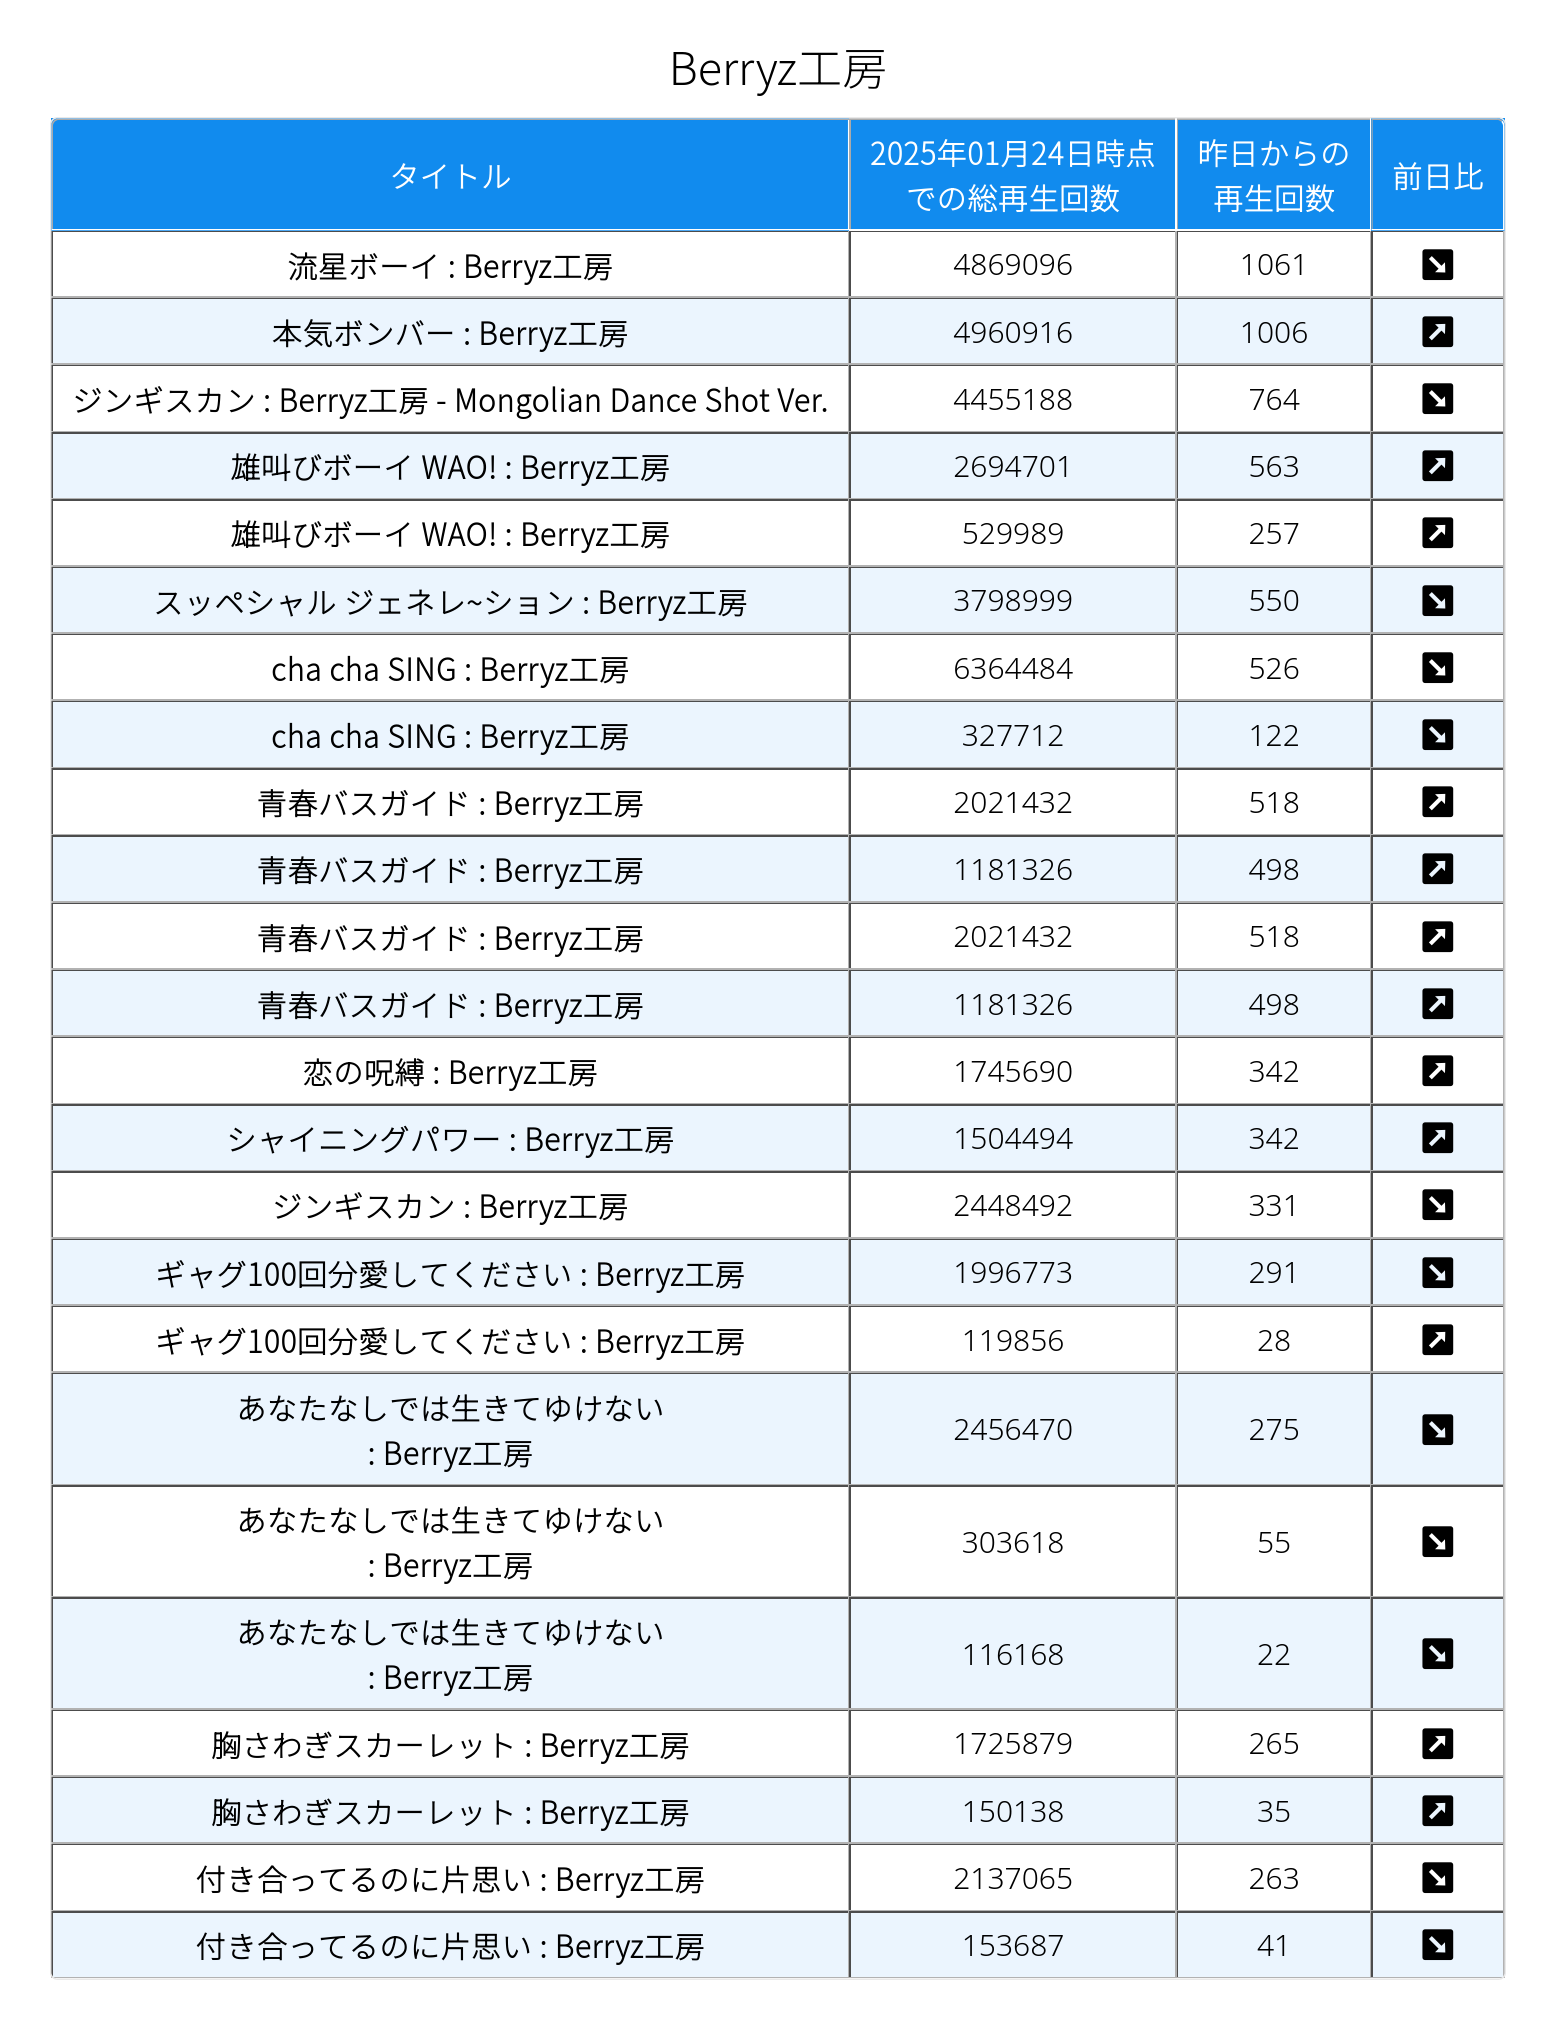 Berryz工房
タイトル 2025年01月24日時点 昨日からの 前日比
での総再生回数 再生回数
流星ボーイ : Berryz工房 4869096 1061
本気ボンバー : Berryz工房 4960916 1006
ジンギスカン : Berryz工房 - Mongolian Dance Shot Ver. 4455188 764
雄叫びボーイ WAO! : Berryz工房 2694701 563
雄叫びボーイ WAO! : Berryz工房 529989 257
スッペシャル ジェネレ~ション : Berryz工房 3798999 550
cha cha SING : Berryz工房 6364484 526
cha cha SING : Berryz工房 327712 122
青春バスガイド : Berryz工房 2021432 518
青春バスガイド : Berryz工房 1181326 498
青春バスガイド : Berryz工房 2021432 518
青春バスガイド : Berryz工房 1181326 498
恋の呪縛 : Berryz工房 1745690 342
シャイニングパワー : Berryz工房 1504494 342
ジンギスカン : Berryz工房 2448492 331
ギャグ100回分愛してください : Berryz工房 1996773 291
ギャグ100回分愛してください : Berryz工房 119856 28
あなたなしでは生きてゆけない
: Berryz工房 2456470 275
あなたなしでは生きてゆけない
: Berryz工房 303618 55
あなたなしでは生きてゆけない
: Berryz工房 116168 22
胸さわぎスカーレット : Berryz工房 1725879 265
胸さわぎスカーレット : Berryz工房 150138 35
付き合ってるのに片思い : Berryz工房 2137065 263
付き合ってるのに片思い : Berryz工房 153687 41